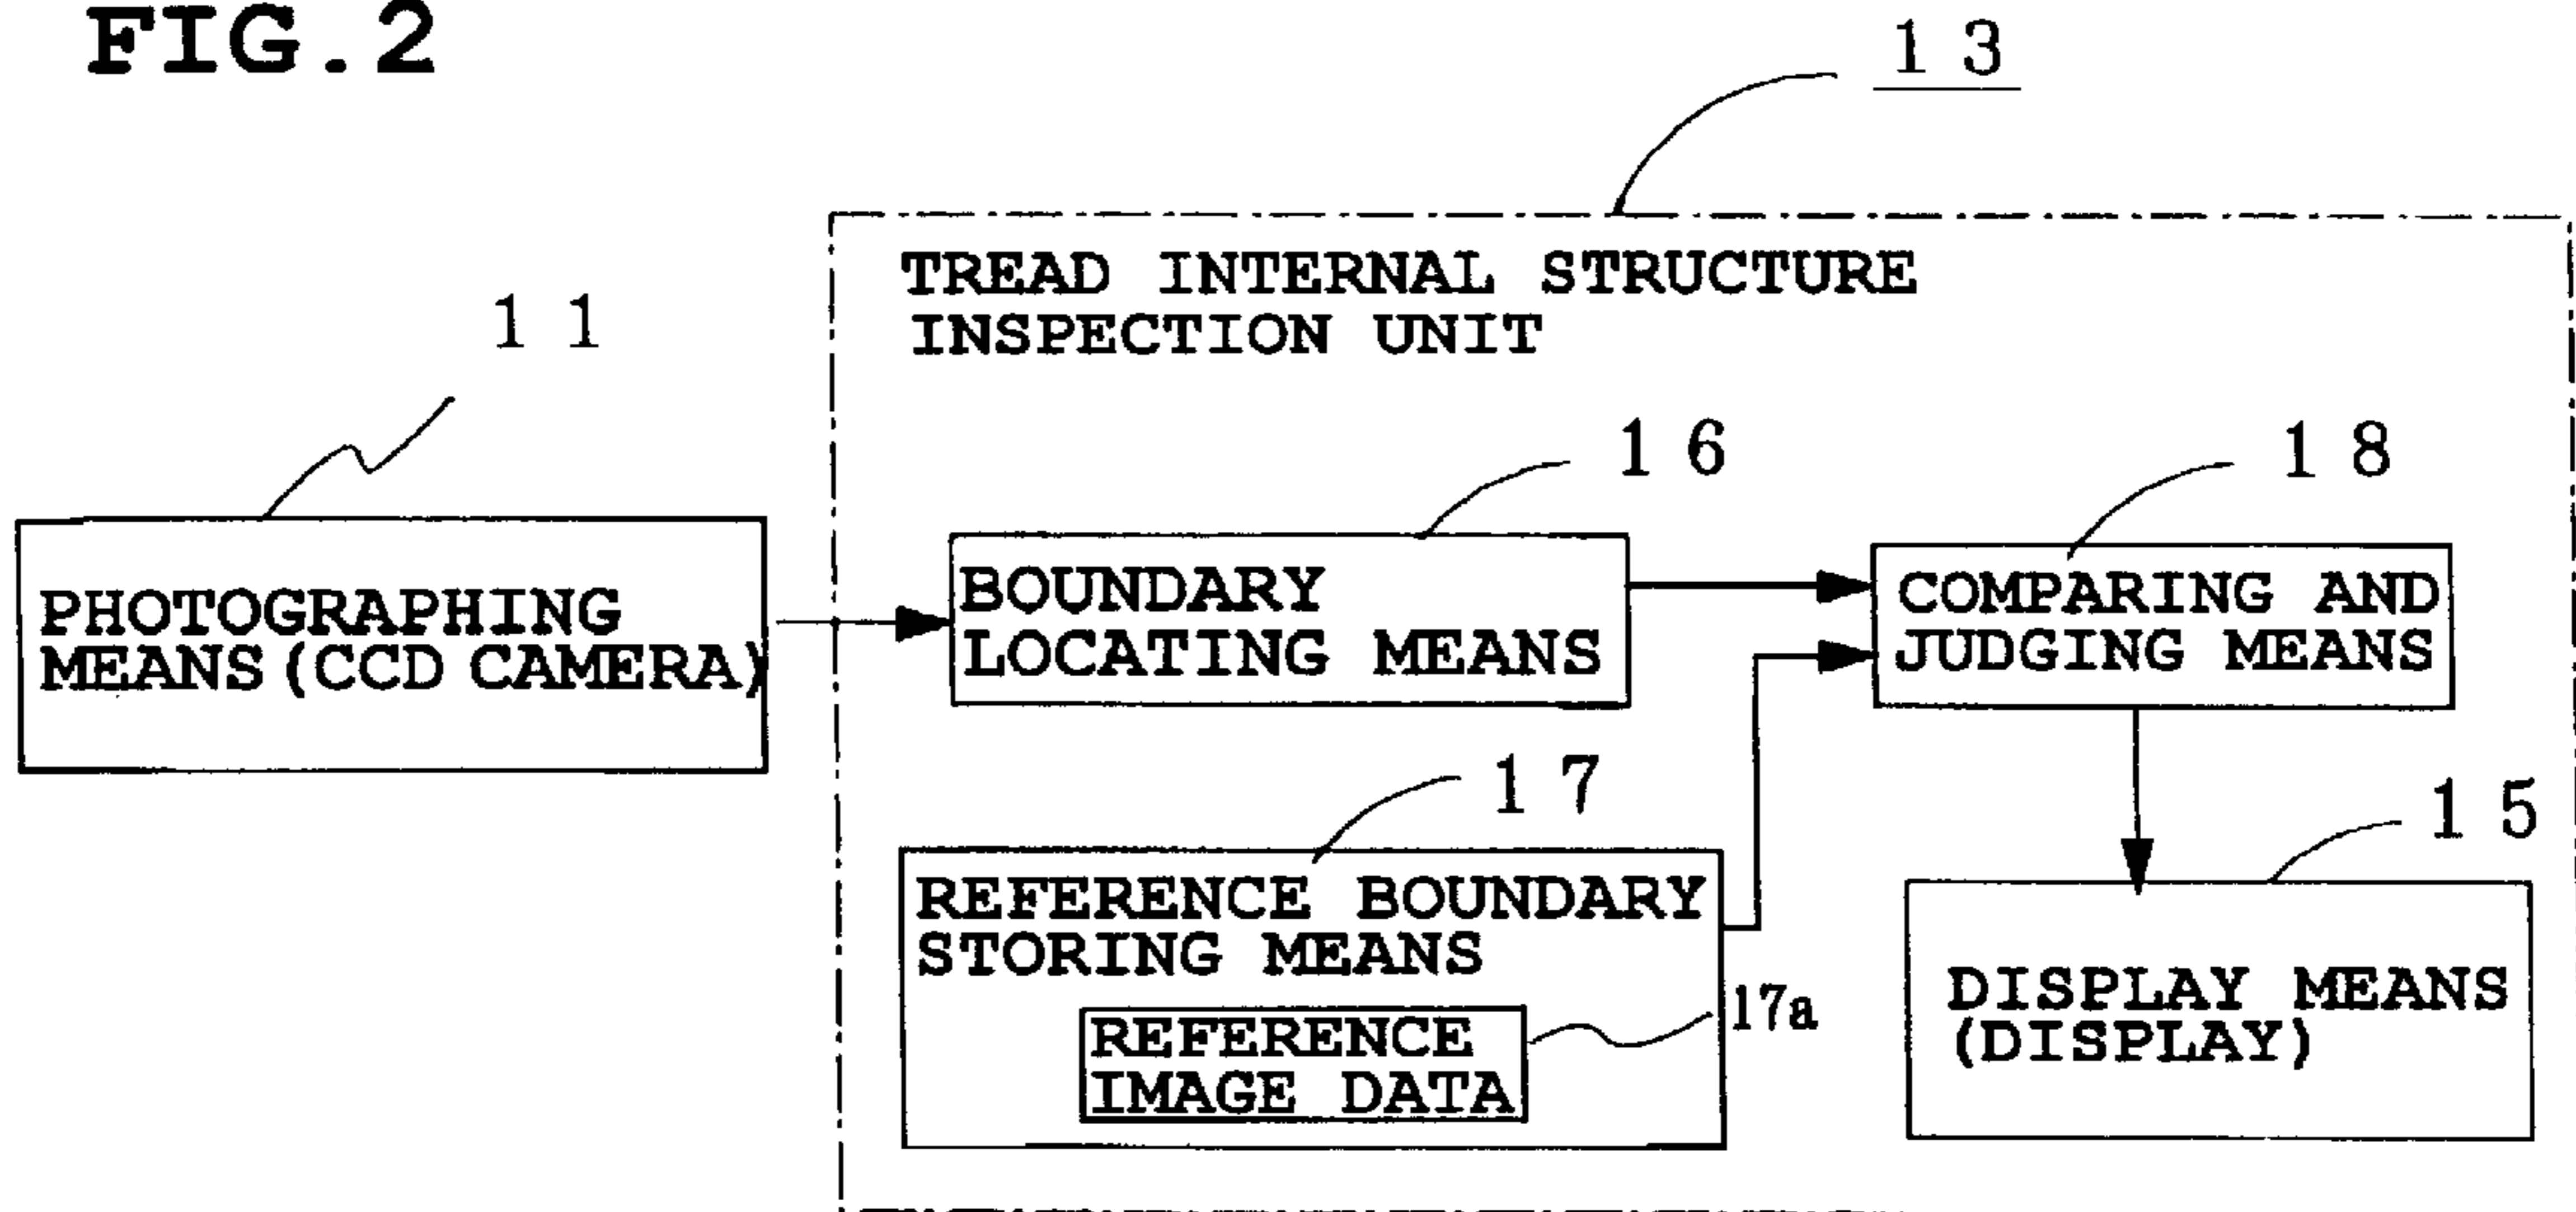 FIG.2
13
TREAD INTERNAL STRUCTURE
INSPECTION UNIT
11
PHOTOGRAPHING
MEANS(CCD CAMERA)
16
BOUNDARY
LOCATING MEANS
18
COMPARING AND
JUDGING MEANS
17
REFERENCE BOUNDARY
STORING MEANS
17a
REFERENCE
IMAGE DATA
15
DISPLAY MEANS
(DISPLAY)